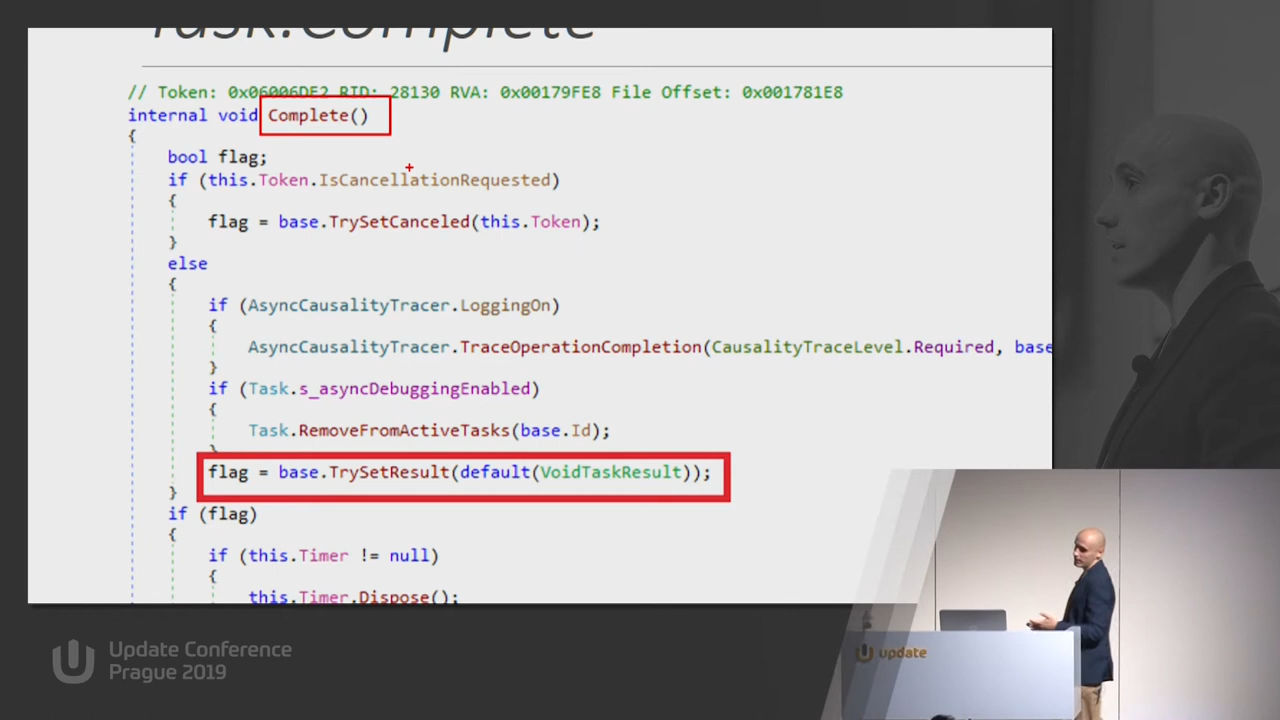 Task.Complete
// Token: 0x06006DE2 RID: 28130 RVA: 0x00179FE8 File Offset: 0x001781E8
internal void Complete()
{
bool flag;
if (this.Token.IsCancellationRequested)
{
flag = base.TrySetCanceled(this.Token);
}
else
{
if (AsyncCausalityTracer.LoggingOn)
{
AsyncCausalityTracer.TraceOperationCompletion(CausalityTraceLevel.Required, base
}
if (Task.s_asyncDebuggingEnabled)
{
Task.RemoveFromActiveTasks(base.Id);
}
flag = base.TrySetResult(default(VoidTaskResult));
}
if (flag)
{
if (this.Timer != null)
{
this.Timer.Dispose();
Update Conference
Prague 2019
update